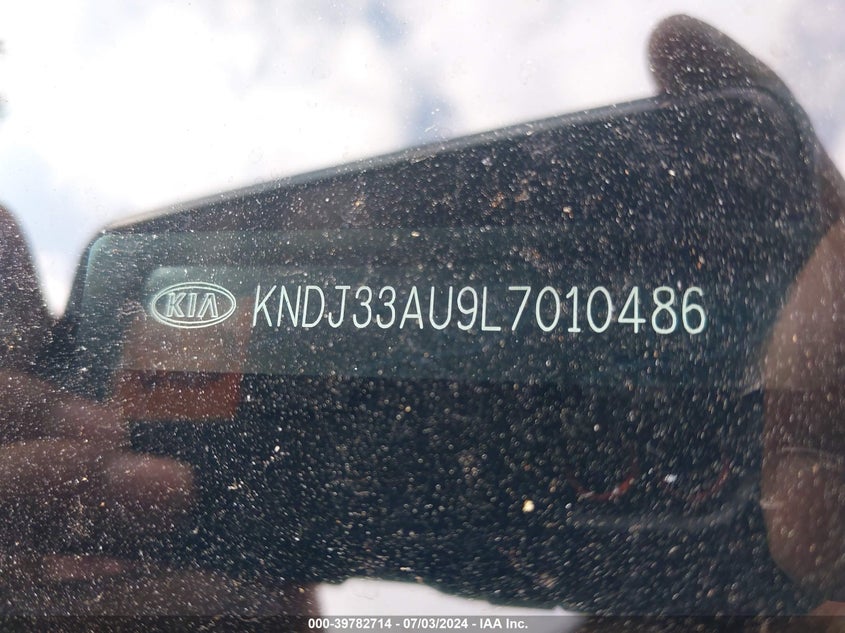 KIA KNDJ33AU9L7010486
000-39782714 - 07/03/2024 - IAA Inc.